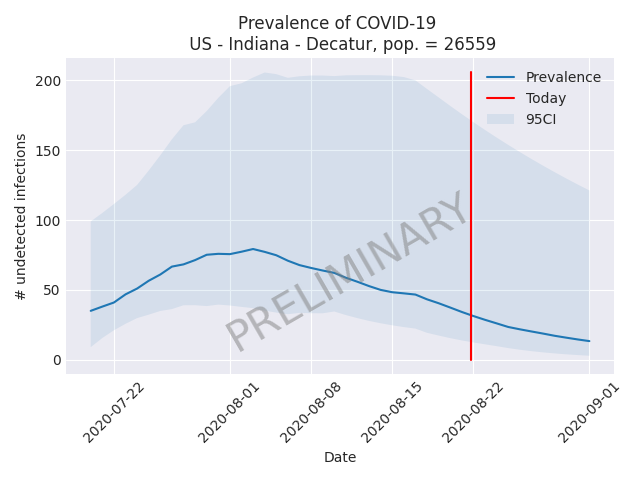 Prevalence of COVID-19
US - Indiana - Decatur, pop. = 26559
200
150
100
50
0
# undetected infections
Prevalence
Today
95CI
PRELIMINARY
2020-07-22
2020-08-01
2020-08-08
2020-08-15
2020-08-22
2020-09-01
Date